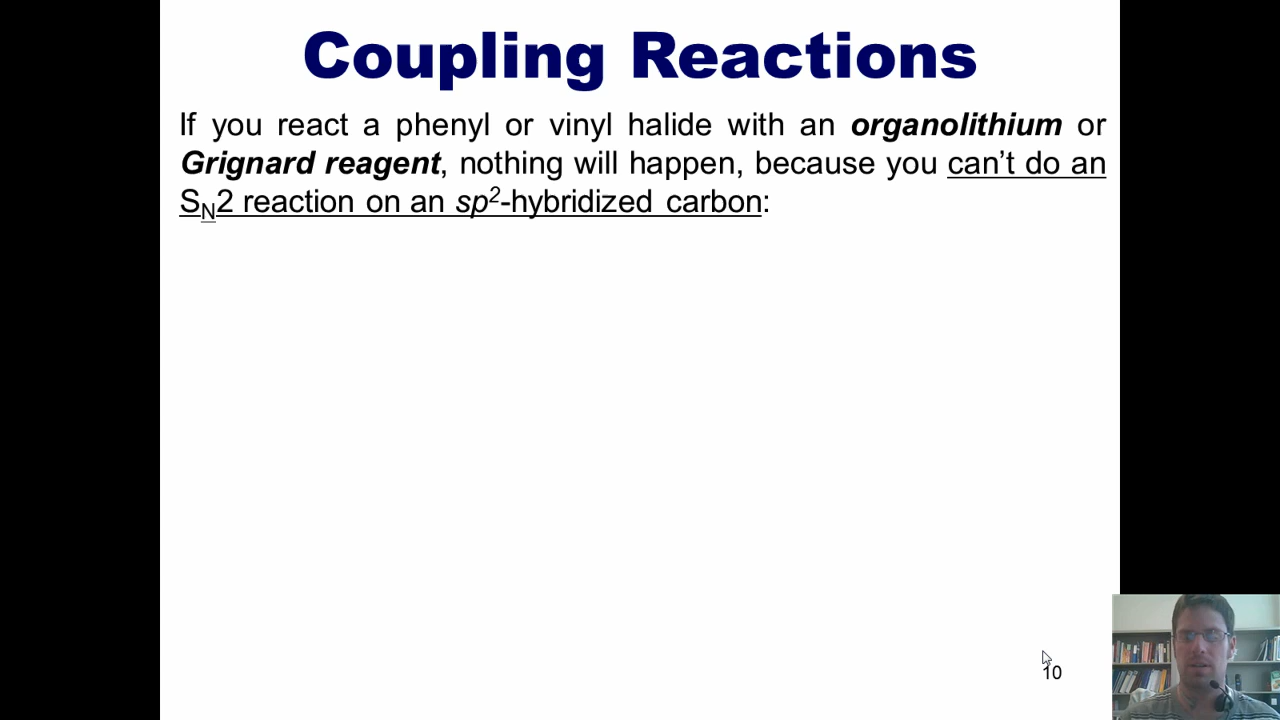 Coupling Reactions
If you react a phenyl or vinyl halide with an organolithium or
Grignard reagent, nothing will happen, because you can’t do an
SN2 reaction on an sp2-hybridized carbon:
10